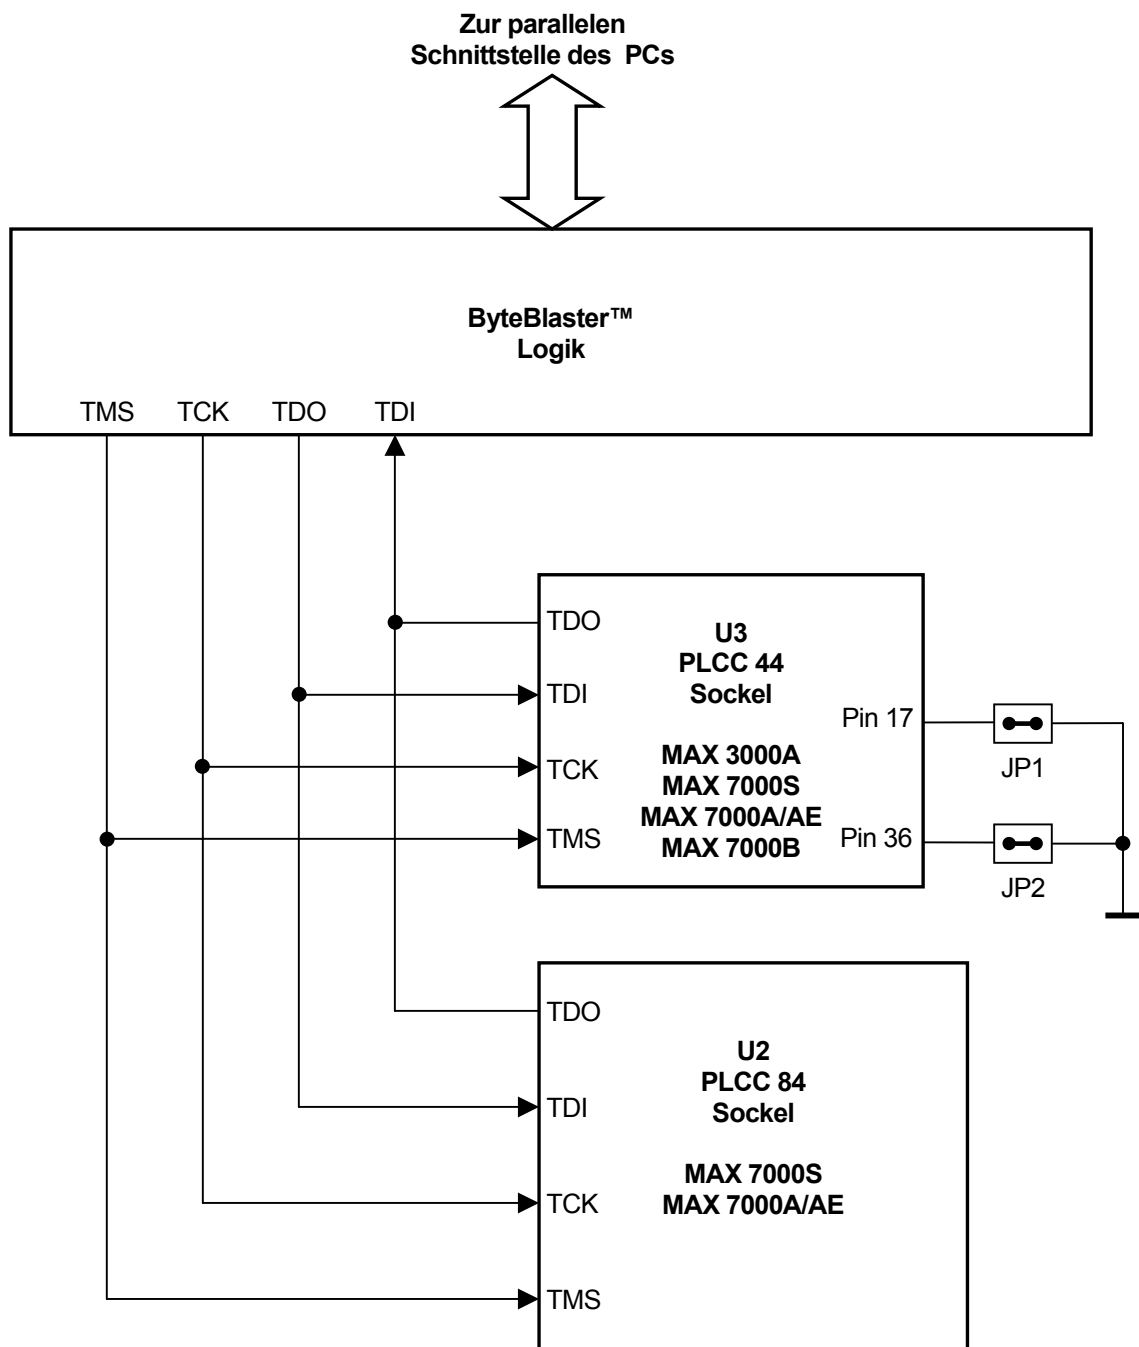 Zur parallelen
Schnittstelle des PCs
ByteBlaster™
Logik
TMS TCK TDO TDI
TDO
U3
PLCC 44
Sockel
TDI
Pin 17
MAX 3000A
TCK
JP1
MAX 7000S
MAX 7000A/AE
TMS
Pin 36
MAX 7000B
JP2
TDO
U2
PLCC 84
Sockel
TDI
MAX 7000S
TCK
MAX 7000A/AE
TMS